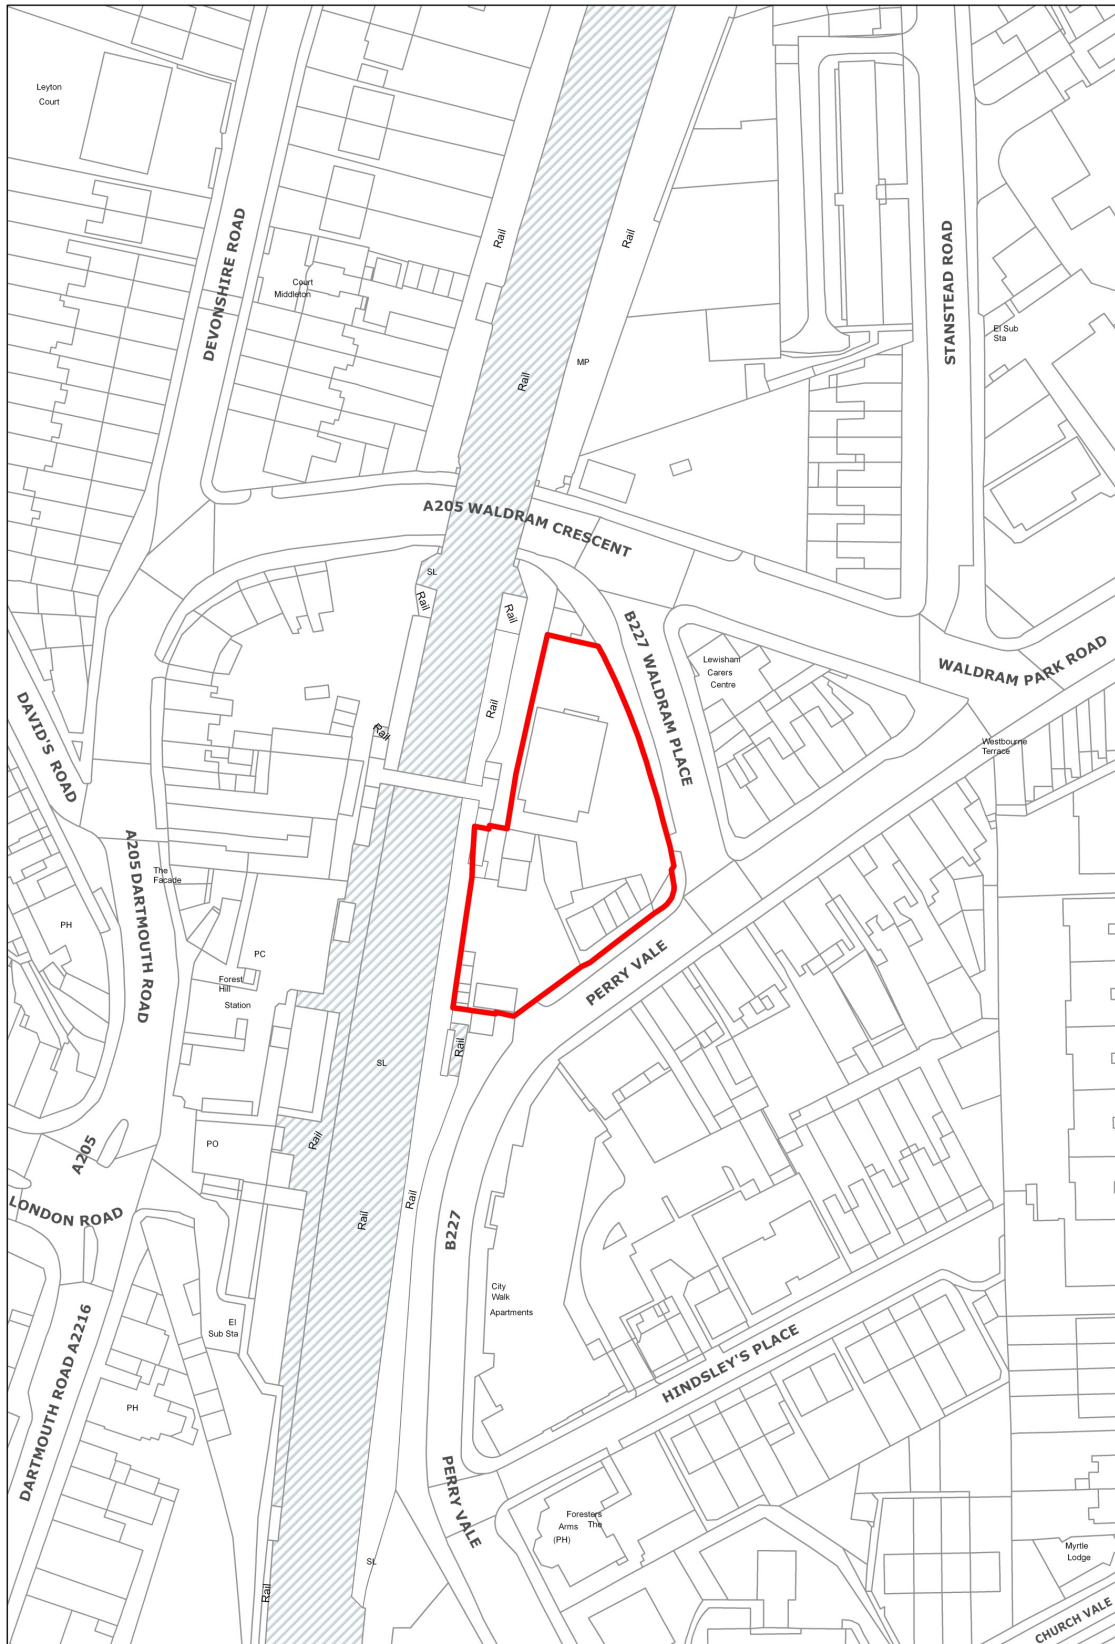 Leyton
Court
DEVONSHIRE ROAD
Court
Middleton
Rail
Rail
Rail
MP
STANSTEAD ROAD
El Sub
Sta
A205 WALDRAM CRESCENT
SL
Rail
Rail
B227 WALDRAM PLACE
Lewisham
Carers
Centre
WALDRAM PARK ROAD
DAVID'S ROAD
Rail
Rail
Westbourne
Terrace
A205 DARTMOUTH ROAD
The
Facade
PH
PC
Forest
Hill
Station
PERRY VALE
Rail
SL
A205
PO
Rail
LONDON ROAD
Rail
Rail
B227
City
Walk
Apartments
El
Sub Sta
HINDSLEY'S PLACE
DARTMOUTH ROAD A2216
PH
PERRY VALE
Foresters
Arms The
(PH)
SL
Rail
Myrtle
Lodge
CHURCH VALE